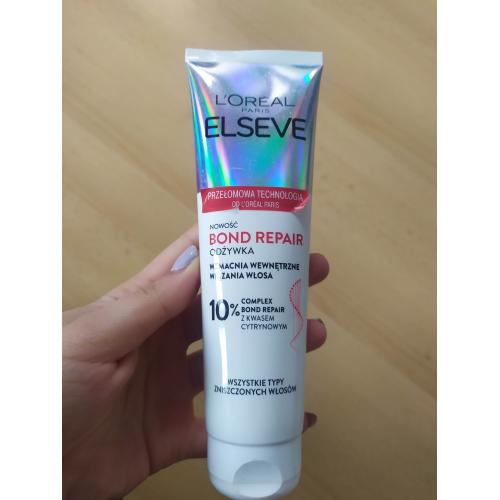 L'ORÉAL
PARIS
ELSEVE
PRZEŁOMOWA TECHNOLOGIA
OD L'ORÉAL PARIS
NOWOŚĆ
BOND REPAIR
ODŻYWKA
WZMACNIA WEWNĘTRZNE
WIĄZANIA WŁOSA
10%
COMPLEX
BOND REPAIR
Z KWASEM
CYTRYNOWYM
WSZYSTKIE TYPY
ZNISZCZONYCH WŁOSÓW